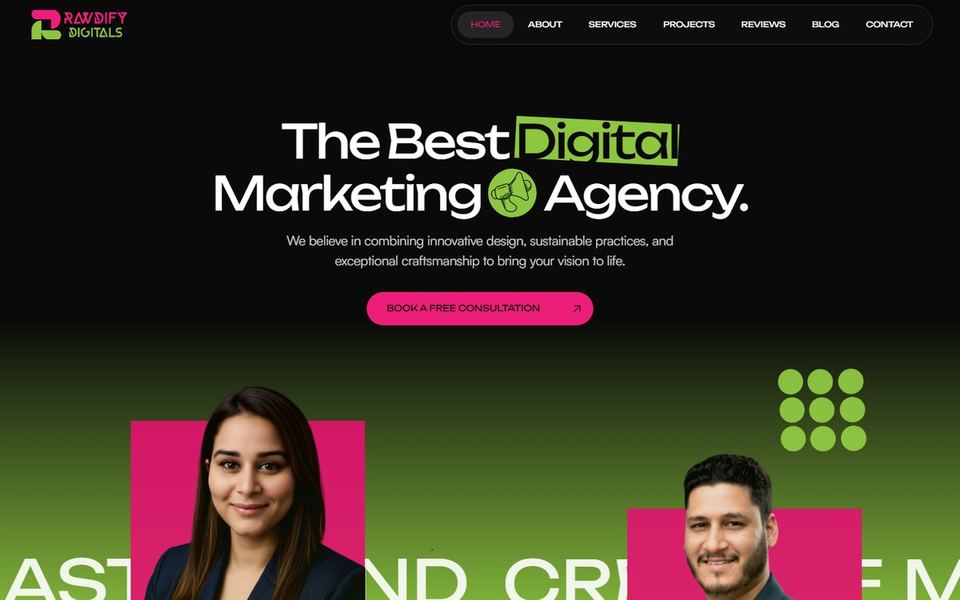 RAWDIFY
DIGITALS
HOME ABOUT SERVICES PROJECTS REVIEWS BLOG CONTACT
The Best Digital
Marketing Agency.
We believe in combining innovative design, sustainable practices, and
exceptional craftsmanship to bring your vision to life.
BOOK A FREE CONSULTATION